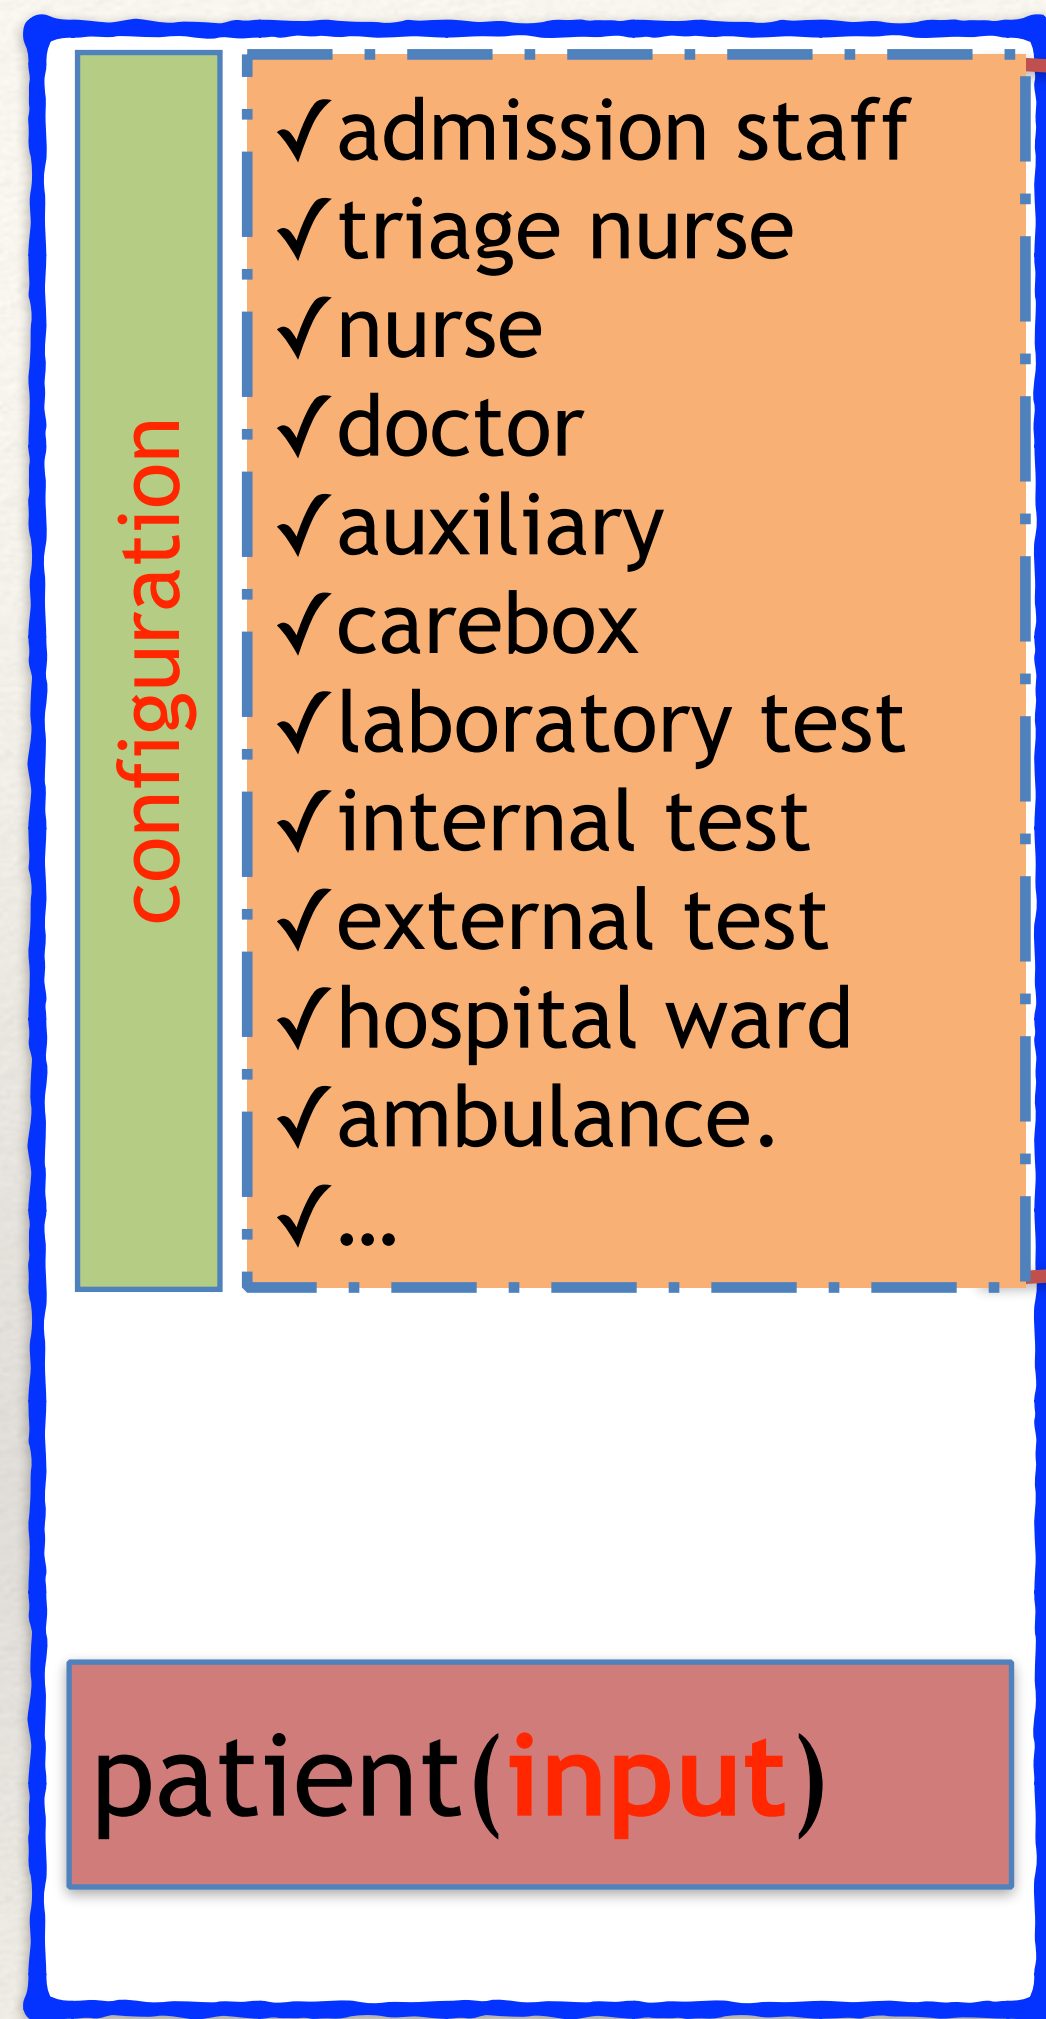 configuration
✓admission staff
✓triage nurse
✓nurse
✓doctor
✓auxiliary
✓carebox
✓laboratory test
✓internal test
✓external test
✓hospital ward
✓ambulance.
✓...
patient(input)